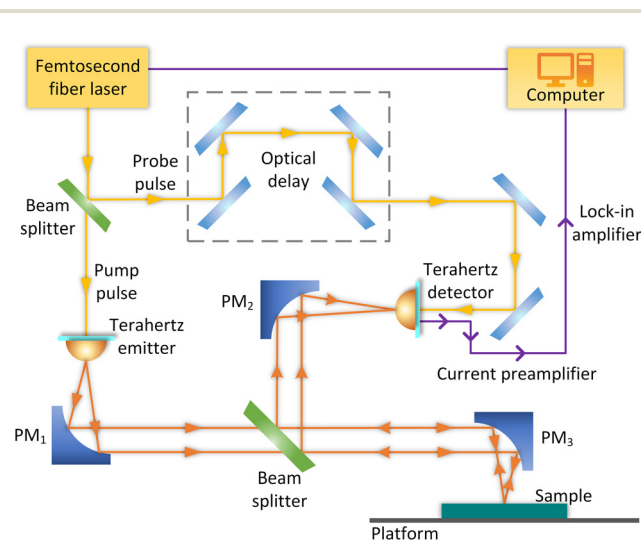 Femtosecond
fiber laser
Computer
Probe
pulse
Optical
delay
Beam
splitter
Lock-in
amplifier
Pump
pulse
Terahertz
detector
PM2
Terahertz
emitter
Current preamplifier
PM1
PM3
Beam
splitter
Sample
Platform